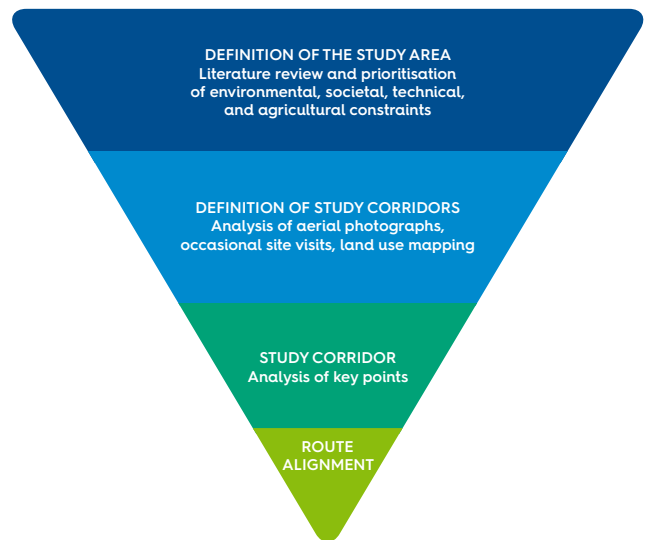 DEFINITION OF THE STUDY AREA
Literature review and prioritisation
of environmental, societal, technical,
and agricultural constraints
DEFINITION OF STUDY CORRIDORS
Analysis of aerial photographs,
occasional site visits, land use mapping
STUDY CORRIDOR
Analysis of key points
ROUTE
ALIGNMENT